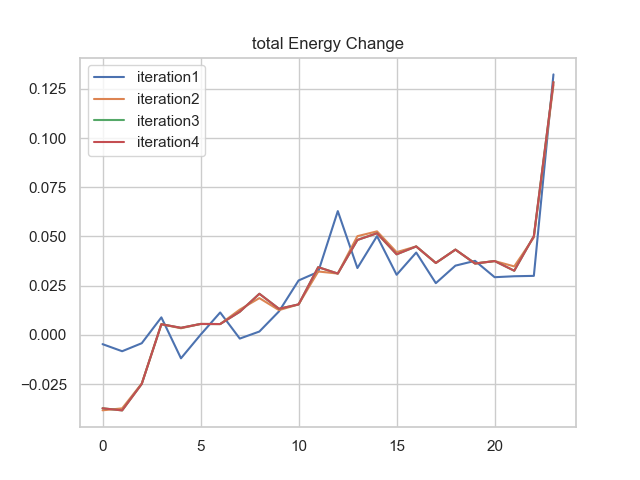 total Energy Change
iteration1
iteration2
iteration3
iteration4
0.125
0.100
0.075
0.050
0.025
0.000
−0.025
0 5 10 15 20